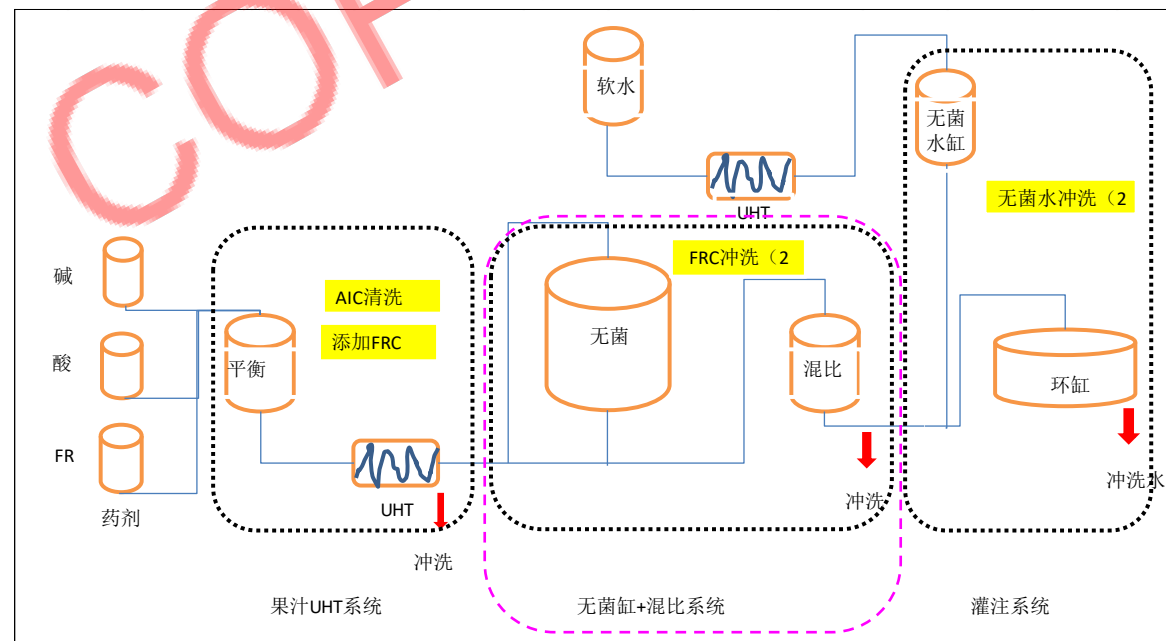 COP
软水
无菌
水缸
UHT
无菌水冲洗（2
FRC冲洗（2
碱
AIC清洗
添加FRC
酸
平衡
无菌
混比
环缸
FR
药剂
UHT
冲洗
冲洗
冲洗水
果汁UHT系统
无菌缸+混比系统
灌注系统